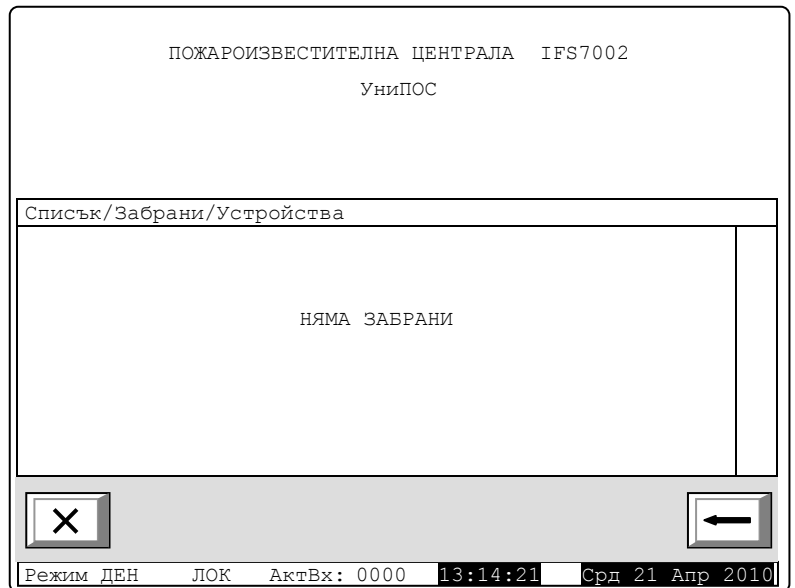 ПОЖАРОИЗВЕСТИТЕЛНА ЦЕНТРАЛА IFS7002
УниПОС
Списък/Забрани/Устройства
НЯМА ЗАБРАНИ
Режим ДЕН ЛОК АктВх: 0000 13:14:21 Срд 21 Апр 2010